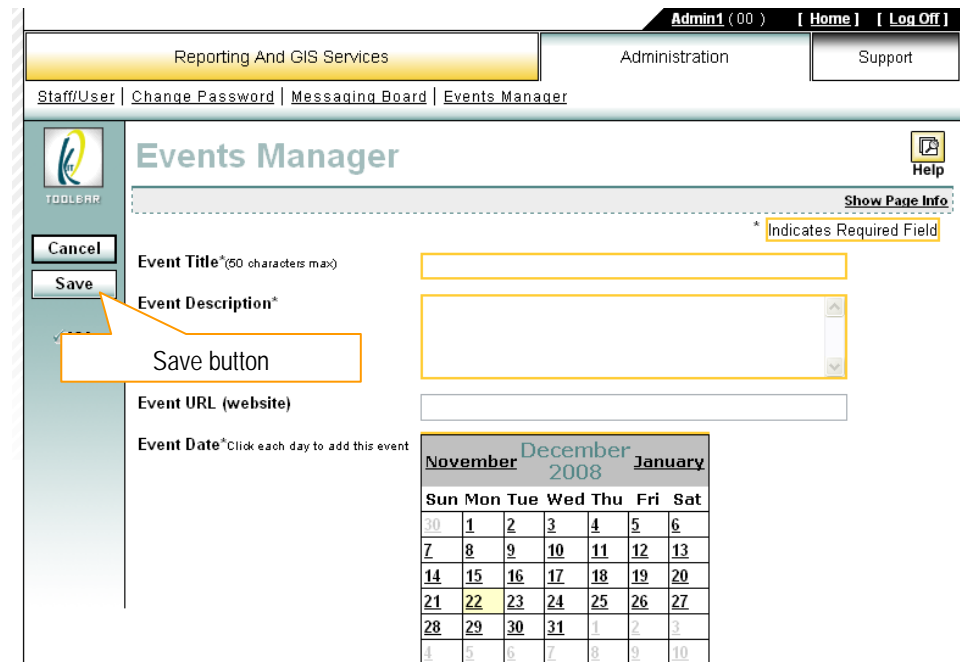 Admin1 (00 ) [ Home ] [ Log Off ]
Reporting And GIS Services Administration Support
Staff/User | Change Password | Messaging Board | Events Manager
Events Manager
Help
TOOLBAR
Show Page Info
* Indicates Required Field
Cancel
Event Title*(50 characters max)
Save
Event Description*
Save button
Event URL (website)
Event Date*Click each day to add this event
November December 2008 January
Sun Mon Tue Wed Thu Fri Sat
30 1 2 3 4 5 6
7 8 9 10 11 12 13
14 15 16 17 18 19 20
21 22 23 24 25 26 27
28 29 30 31 1 2 3
4 5 6 7 8 9 10